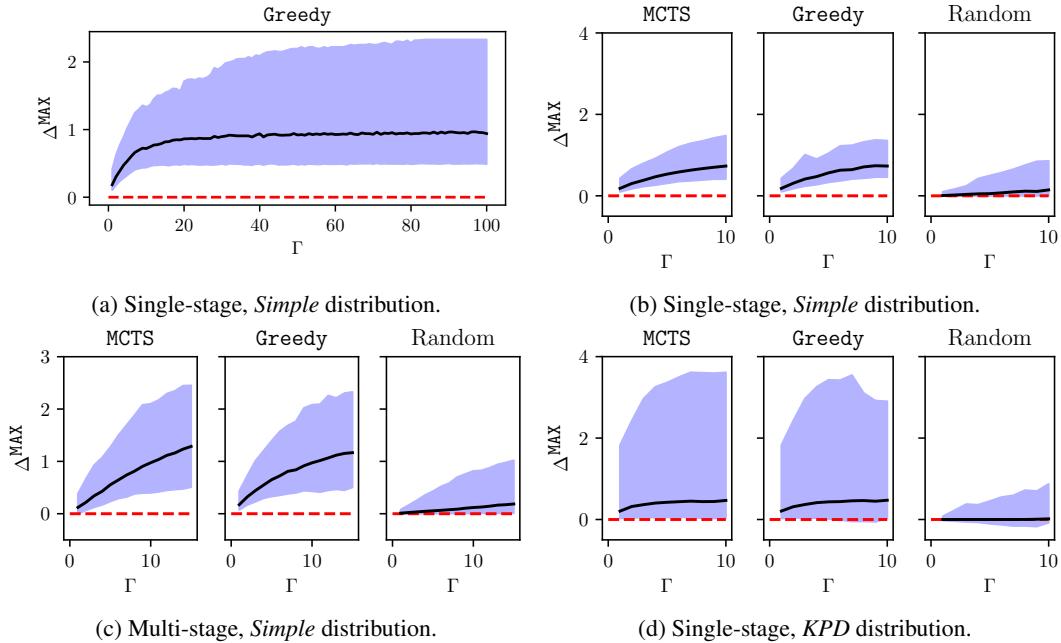 Greedy
Δ^MAX
2
1
0
0 20 40 60 80 100
Γ
(a) Single-stage, Simple distribution.
MCTS Greedy Random
Δ^MAX
4
2
0
0 10 0 10 0 10
Γ Γ Γ
(b) Single-stage, Simple distribution.
MCTS Greedy Random
Δ^MAX
3
2
1
0
0 10 0 10 0 10
Γ Γ Γ
(c) Multi-stage, Simple distribution.
MCTS Greedy Random
Δ^MAX
4
2
0
0 10 0 10 0 10
Γ Γ Γ
(d) Single-stage, KPD distribution.